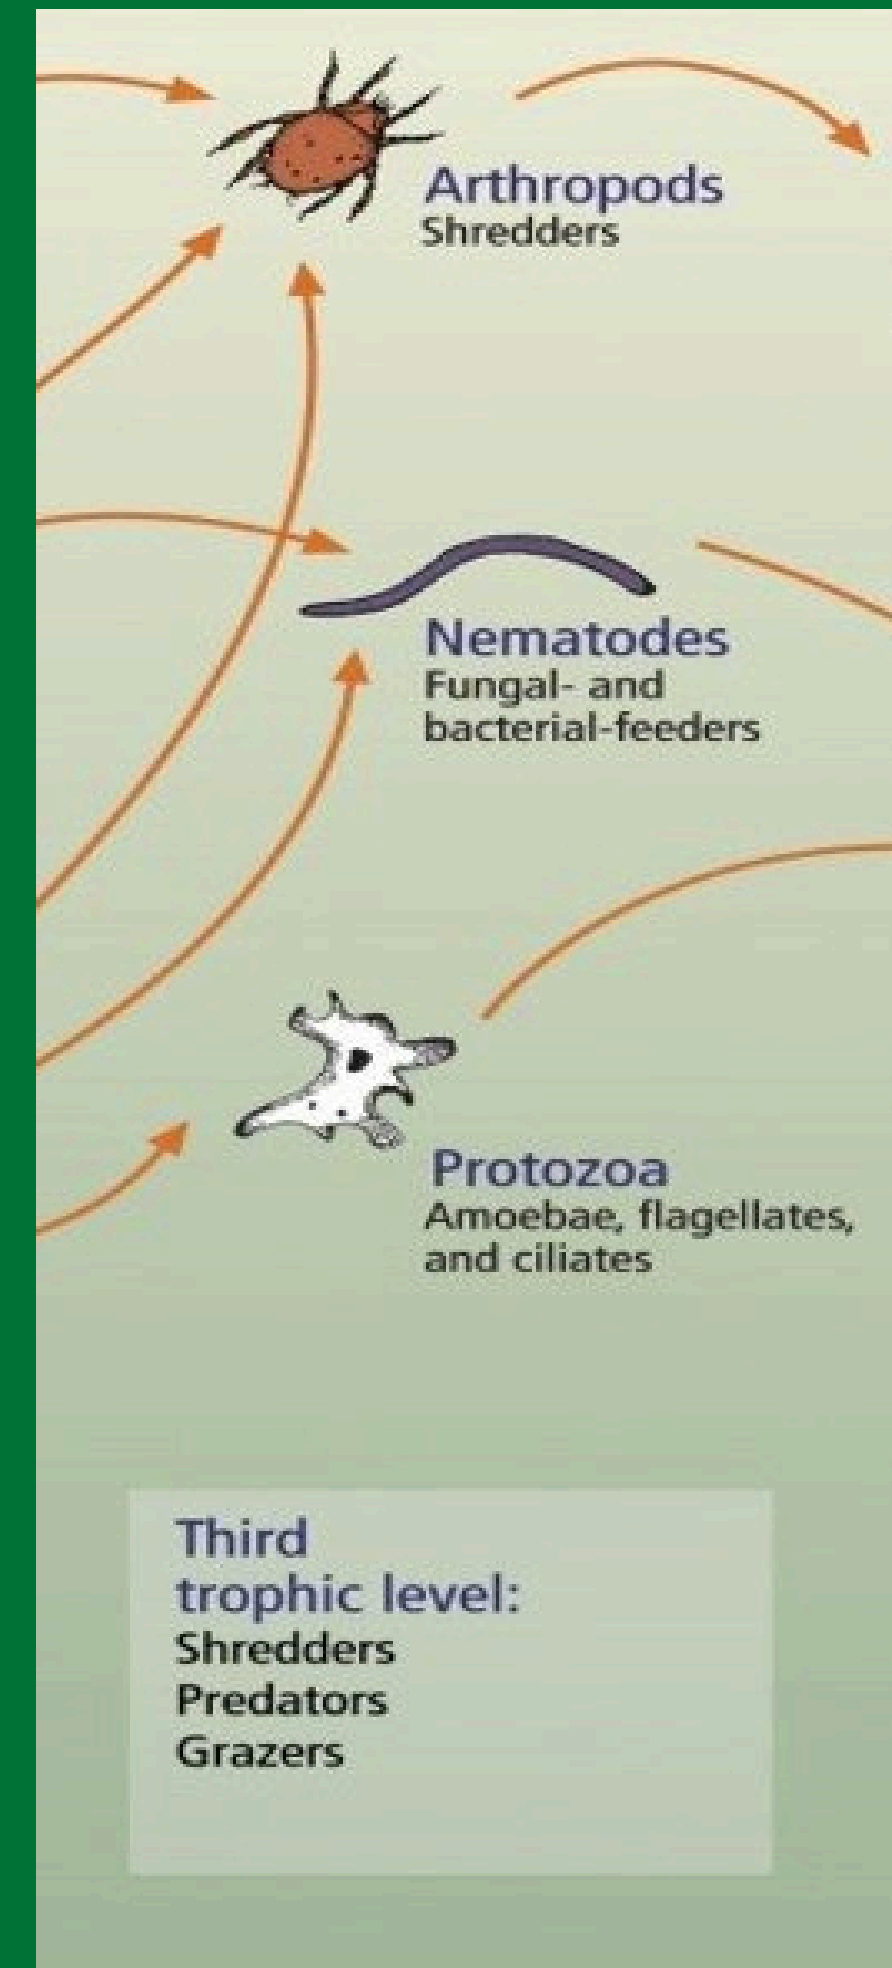 Arthropods
Shredders
Nematodes
Fungal- and
bacterial-feeders
Protozoa
Amoebae, flagellates,
and ciliates
Third
trophic level:
Shredders
Predators
Grazers